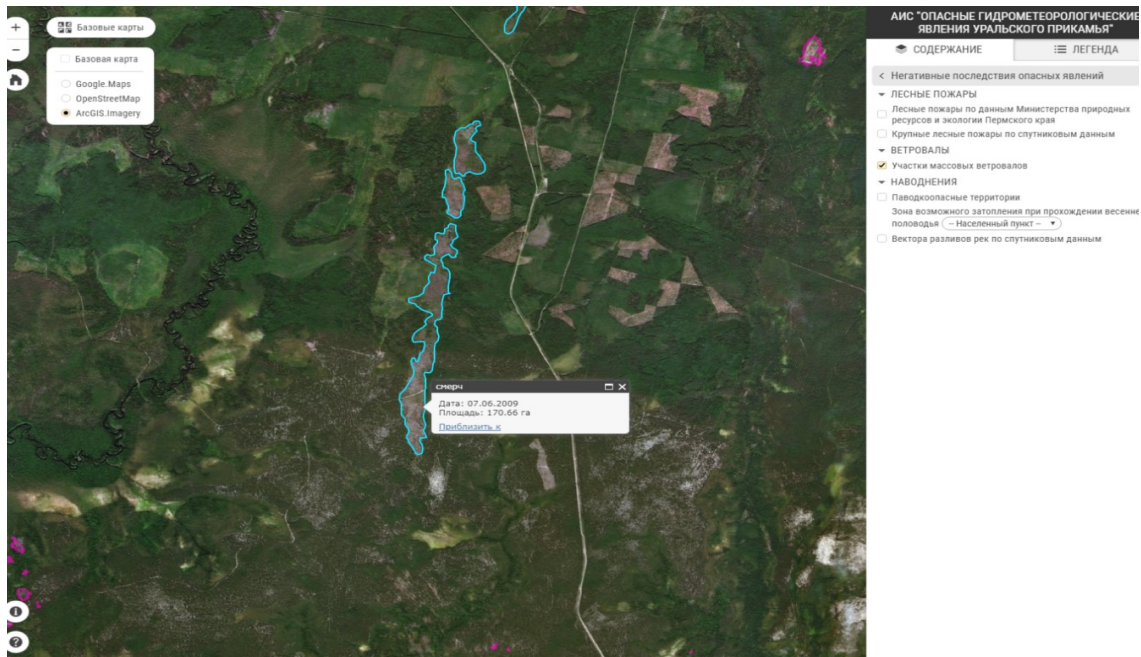 +
Базовые карты
−
Базовая карта
Google.Maps
OpenStreetMap
ArcGIS.Imagery
АИС "ОПАСНЫЕ ГИДРОМЕТЕОРОЛОГИЧЕСКИЕ
ЯВЛЕНИЯ УРАЛЬСКОГО ПРИКАМЬЯ"
СОДЕРЖАНИЕ
ЛЕГЕНДА
< Негативные последствия опасных явлений
ЛЕСНЫЕ ПОЖАРЫ
Лесные пожары по данным Министерства природных
ресурсов и экологии Пермского края
Крупные лесные пожары по спутниковым данным
ВЕТРОВАЛЫ
Участки массовых ветровалов
НАВОДНЕНИЯ
Паводкоопасные территории
Зона возможного затопления при прохождении весенне
половодья -- Населенный пункт --
Вектора разливов рек по спутниковым данным
смерч
Дата: 07.06.2009
Площадь: 170.66 га
Приблизить к
i
?